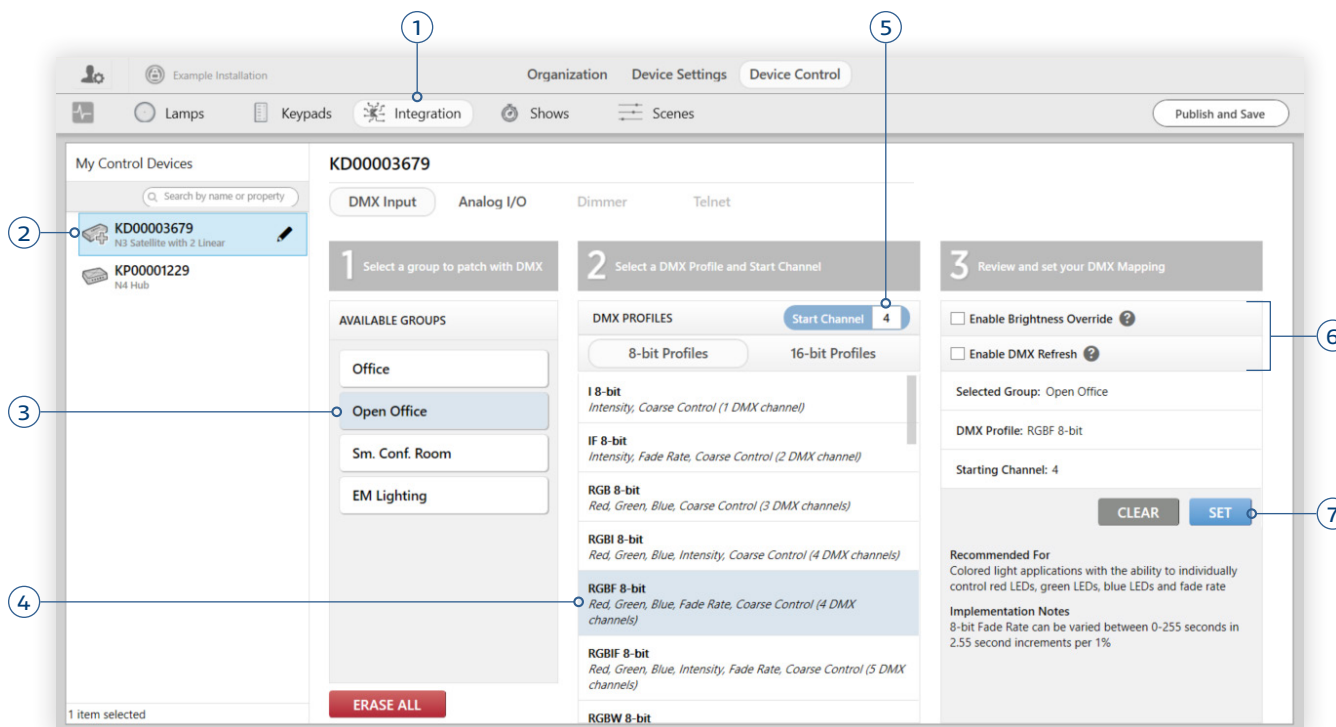 1
5
Example Installation
Organization Device Settings Device Control
Lamps Keypads Integration Shows Scenes Publish and Save
My Control Devices
Search by name or property
2
KD00003679
N3 Satellite with 2 Linear
KP00001229
N4 Hub
1 item selected
KD00003679
DMX Input Analog I/O Dimmer Telnet
1 Select a group to patch with DMX
AVAILABLE GROUPS
Office
3
Open Office
Sm. Conf. Room
EM Lighting
ERASE ALL
2 Select a DMX Profile and Start Channel
DMX PROFILES Start Channel 4
8-bit Profiles 16-bit Profiles
I 8-bit
Intensity, Coarse Control (1 DMX channel)
IF 8-bit
Intensity, Fade Rate, Coarse Control (2 DMX channel)
RGB 8-bit
Red, Green, Blue, Coarse Control (3 DMX channels)
RGBI 8-bit
Red, Green, Blue, Intensity, Coarse Control (4 DMX channels)
4
RGBF 8-bit
Red, Green, Blue, Fade Rate, Coarse Control (4 DMX
channels)
RGBIF 8-bit
Red, Green, Blue, Intensity, Fade Rate, Coarse Control (5 DMX
channels)
RGBW 8-bit
3 Review and set your DMX Mapping
Enable Brightness Override ?
6
Enable DMX Refresh ?
Selected Group: Open Office
DMX Profile: RGBF 8-bit
Starting Channel: 4
CLEAR SET
7
Recommended For
Colored light applications with the ability to individually
control red LEDs, green LEDs, blue LEDs and fade rate
Implementation Notes
8-bit Fade Rate can be varied between 0-255 seconds in
2.55 second increments per 1%